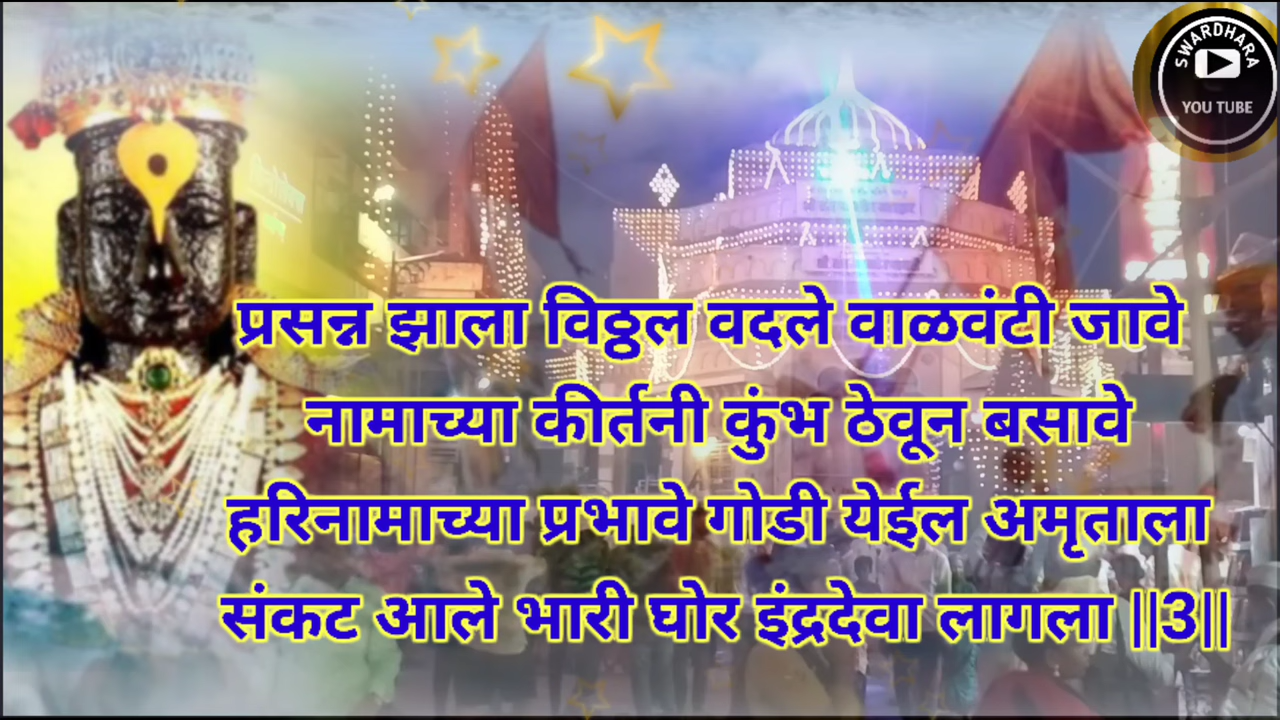 SWARDHARA
YOU TUBE
प्रसन्न झाला विठ्ठल वदले वाळवंटी जावे
नामाच्या कीर्तनी कुंभ ठेवून बसावे
हरिनामाच्या प्रभावे गोडी येईल अमृताला
संकट आले भारी घोर इंद्रदेवा लागला ||3||